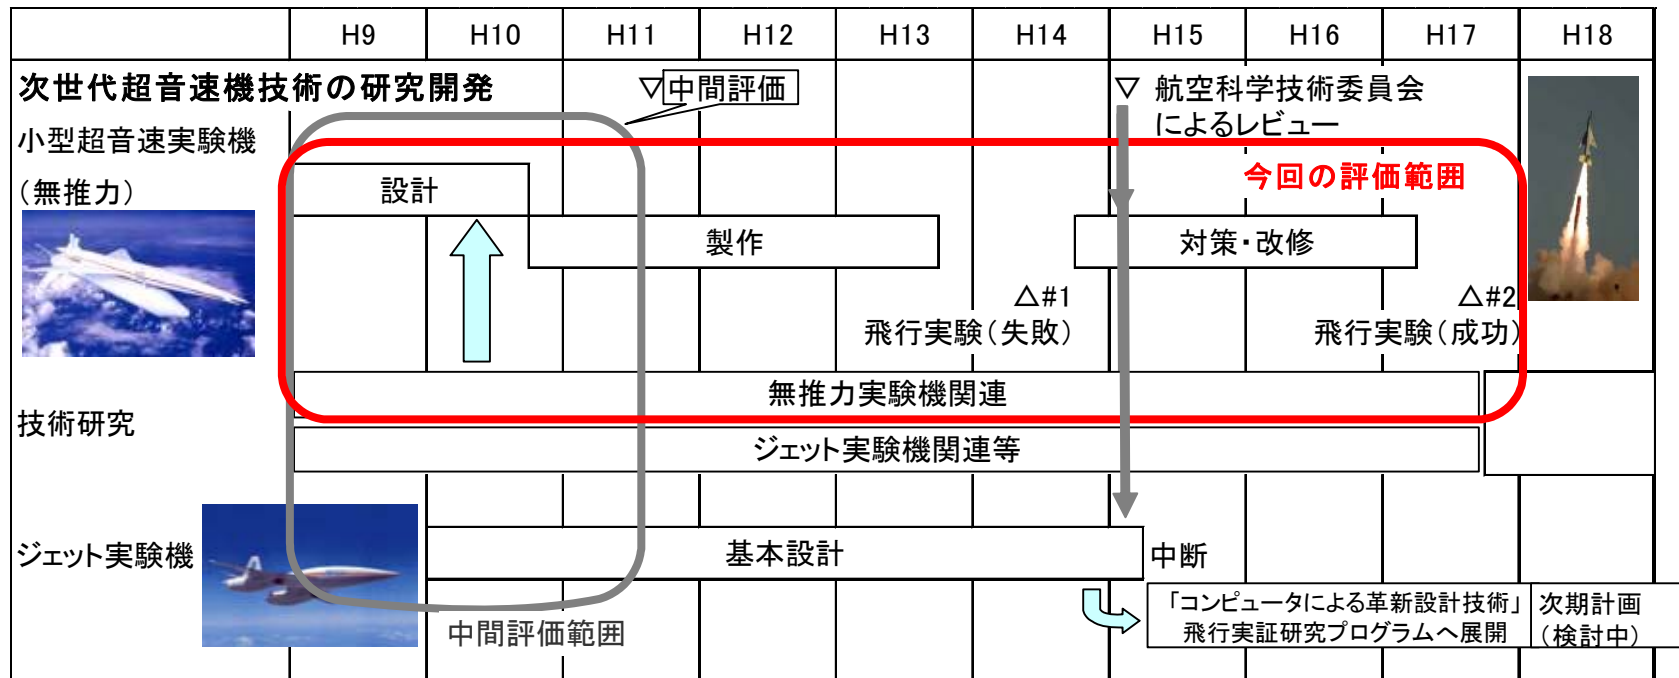 H9 H10 H11 H12 H13 H14 H15 H16 H17 H18
次世代超音速機技術の研究開発
▽中間評価
▽ 航空科学技術委員会
によるレビュー
小型超音速実験機
(無推力)
今回の評価範囲
設計
製作
対策・改修
△#1
飛行実験(失敗)
△#2
飛行実験(成功)
技術研究
無推力実験機関連
ジェット実験機関連等
ジェット実験機
基本設計
中断
中間評価範囲
「コンピュータによる革新設計技術」
飛行実証研究プログラムへ展開
次期計画
(検討中)